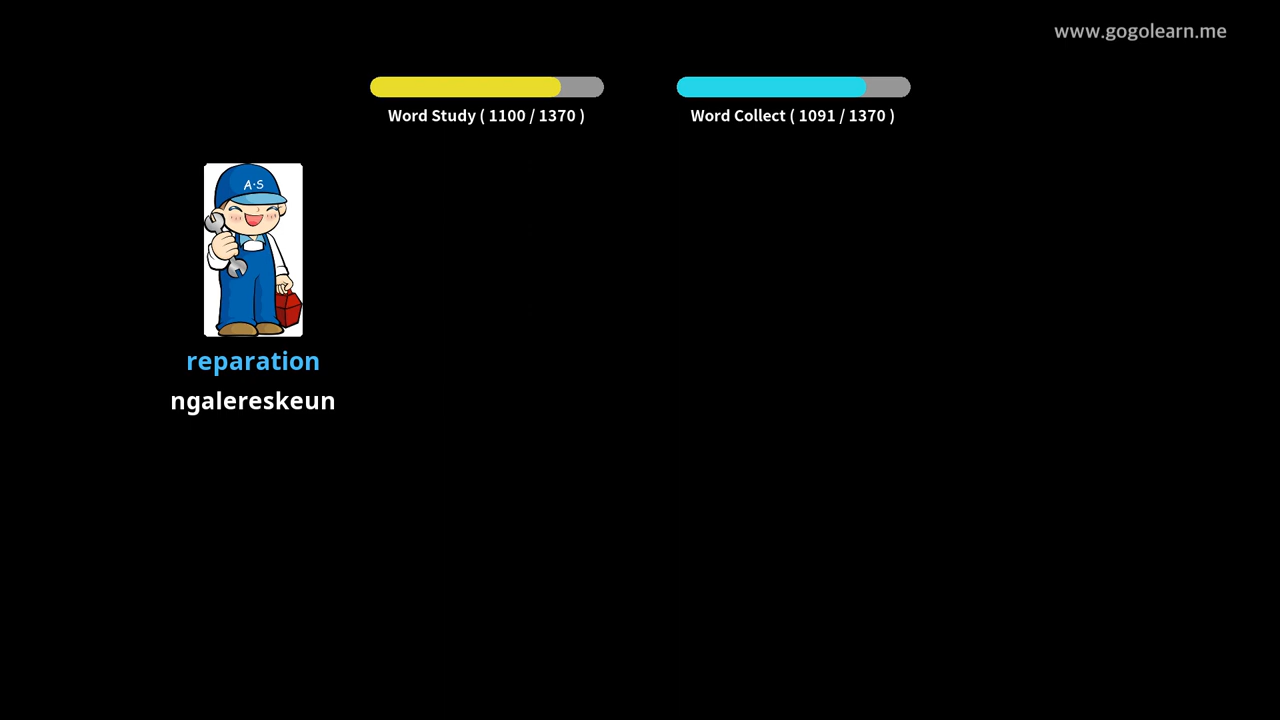 www.gogolearn.me
Word Study ( 1100 / 1370 )
Word Collect ( 1091 / 1370 )
A·S
reparation
ngalereskeun